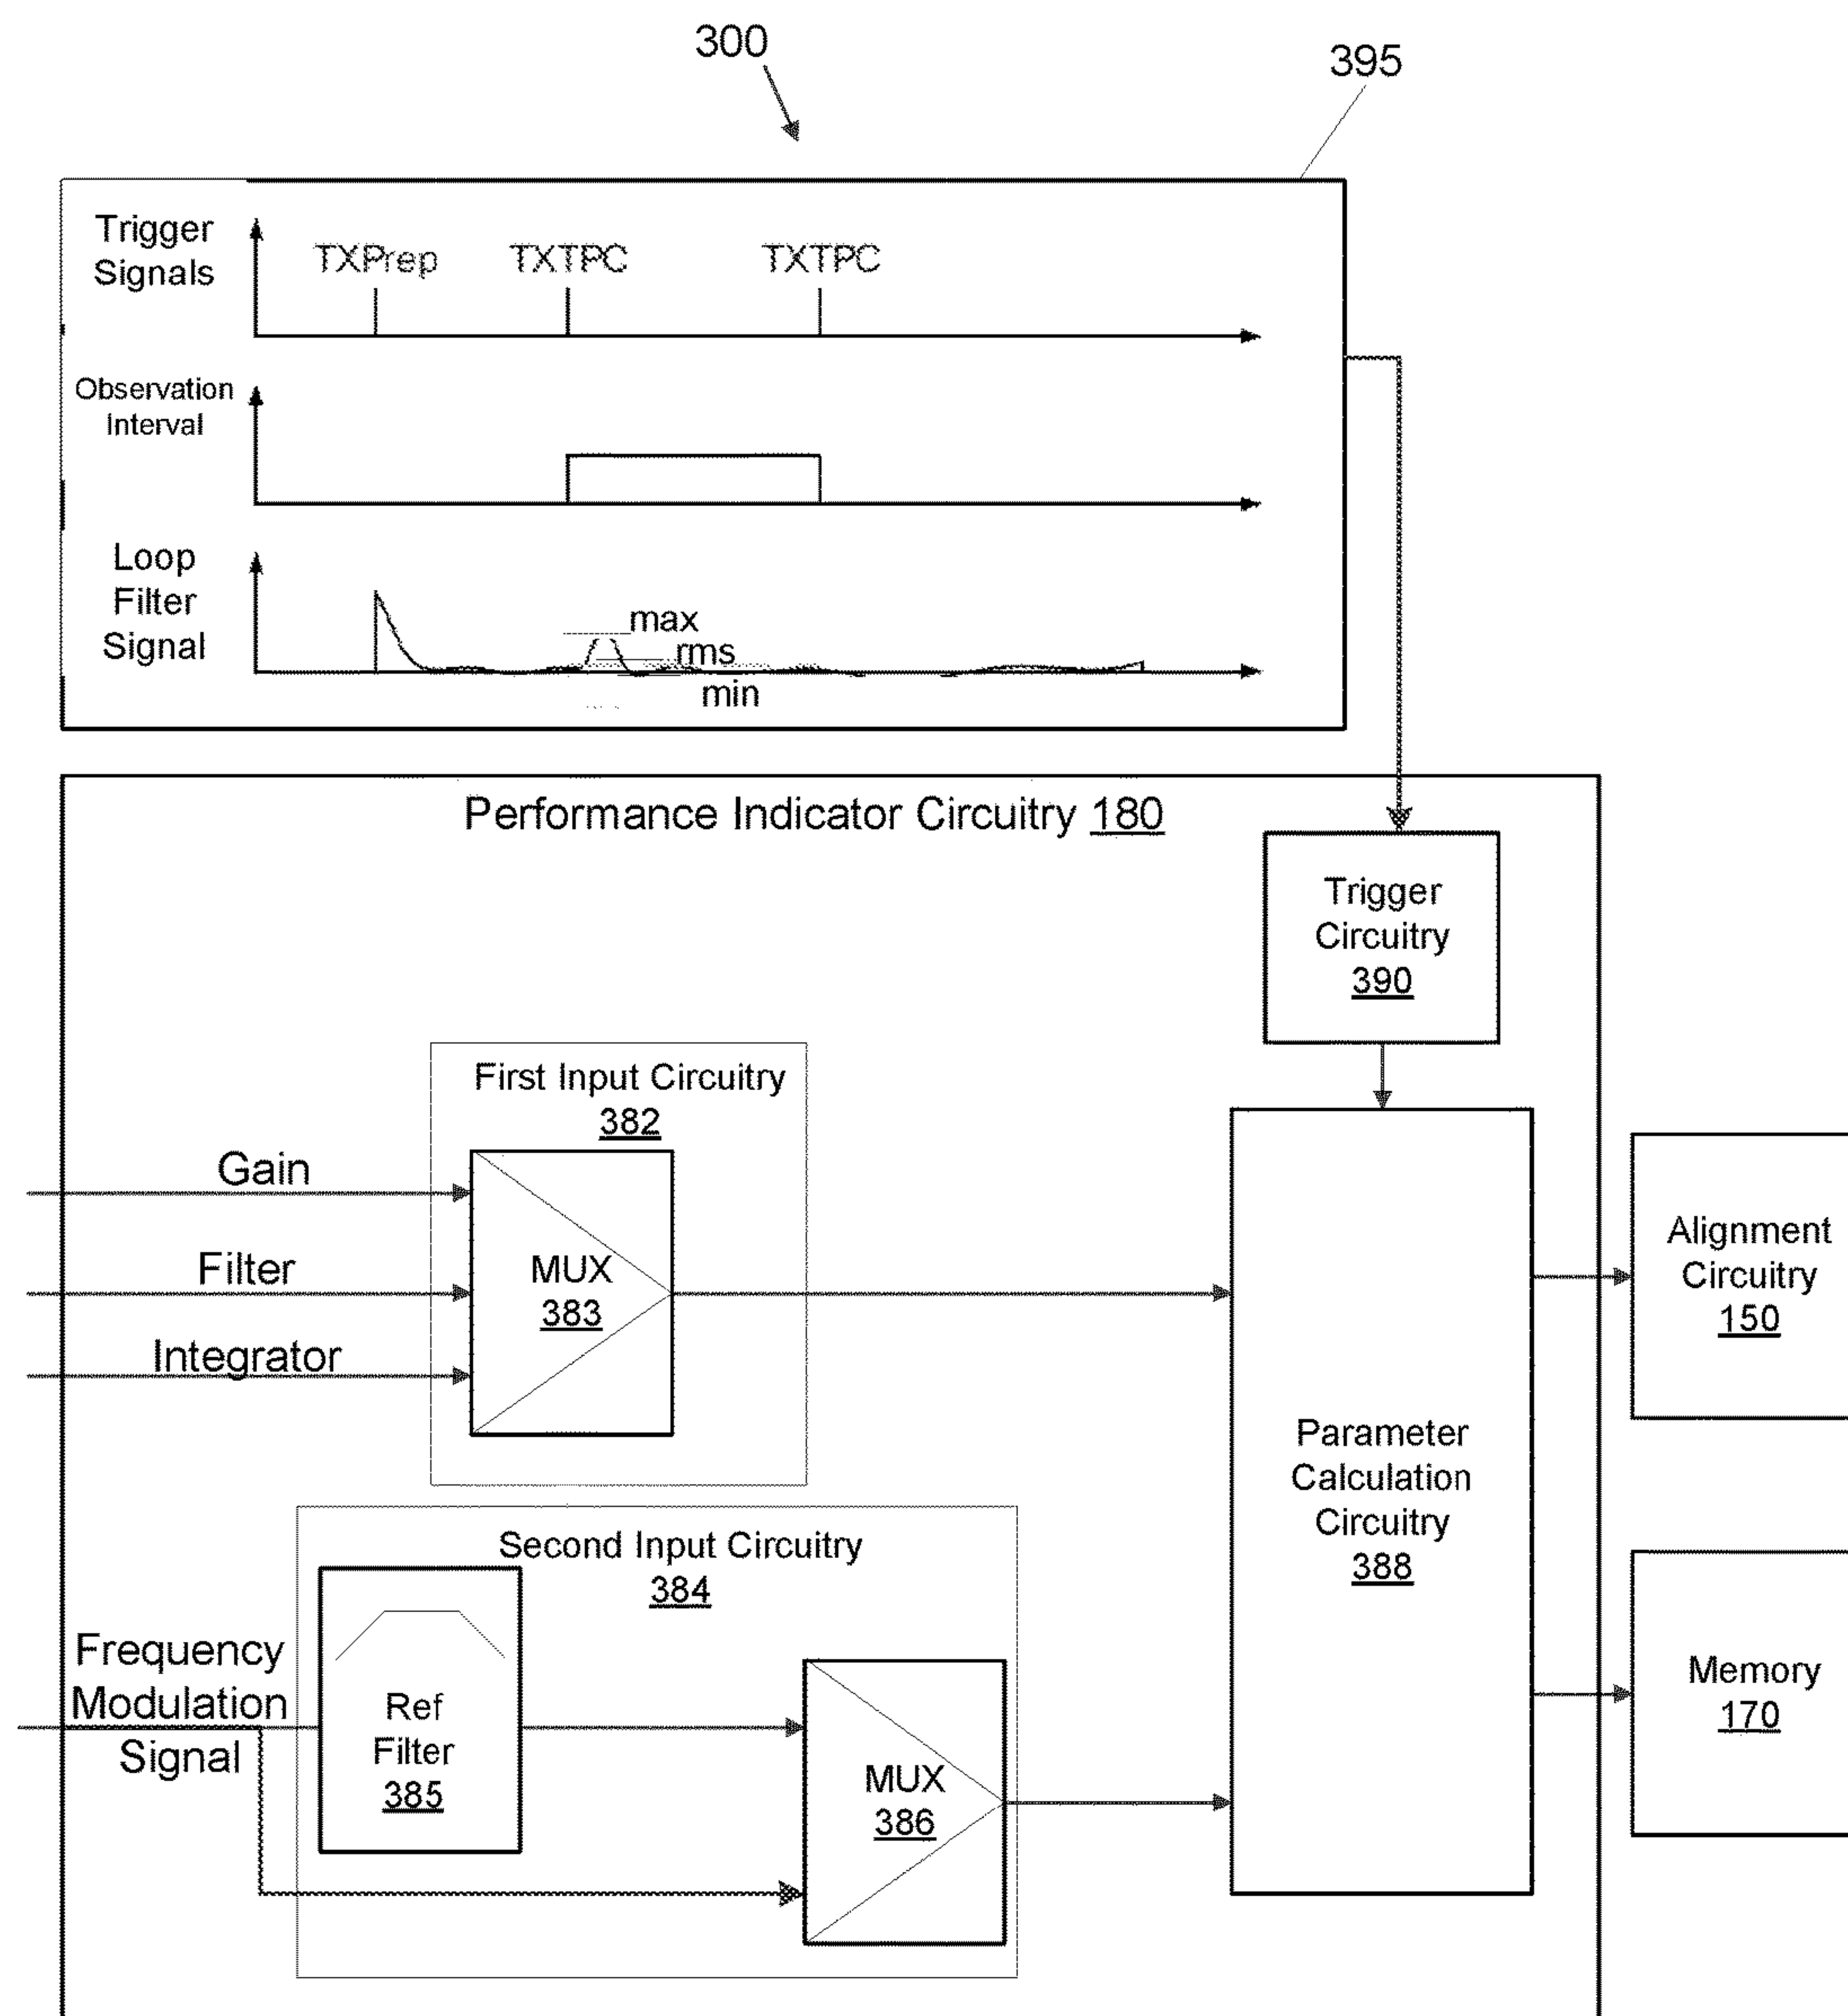 300
395
Trigger
Signals
TXPrep TXTPC TXTPC
Observation
Interval
Loop
Filter
Signal
max
rms
min
Performance Indicator Circuitry 180
Trigger
Circuitry
390
First Input Circuitry
382
Gain
Filter
Integrator
MUX
383
Parameter
Calculation
Circuitry
388
Alignment
Circuitry
150
Second Input Circuitry
384
Frequency
Modulation
Signal
Ref
Filter
385
MUX
386
Memory
170